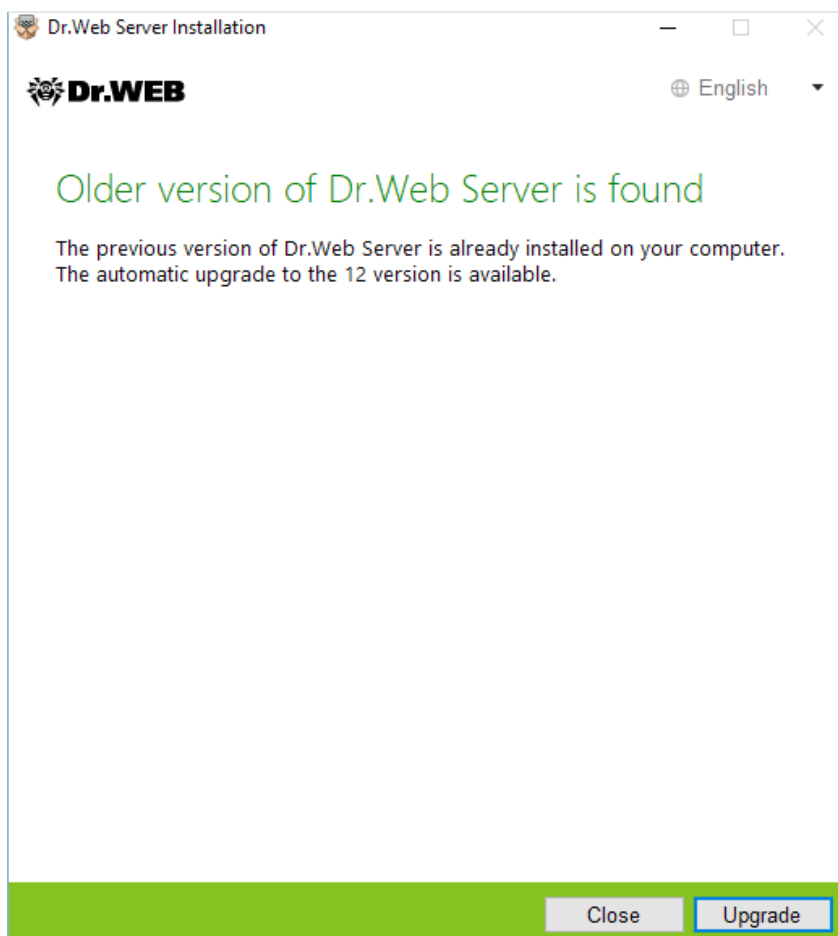 Dr.Web Server Installation
Dr.WEB
English
Older version of Dr.Web Server is found
The previous version of Dr.Web Server is already installed on your computer.
The automatic upgrade to the 12 version is available.
Close
Upgrade